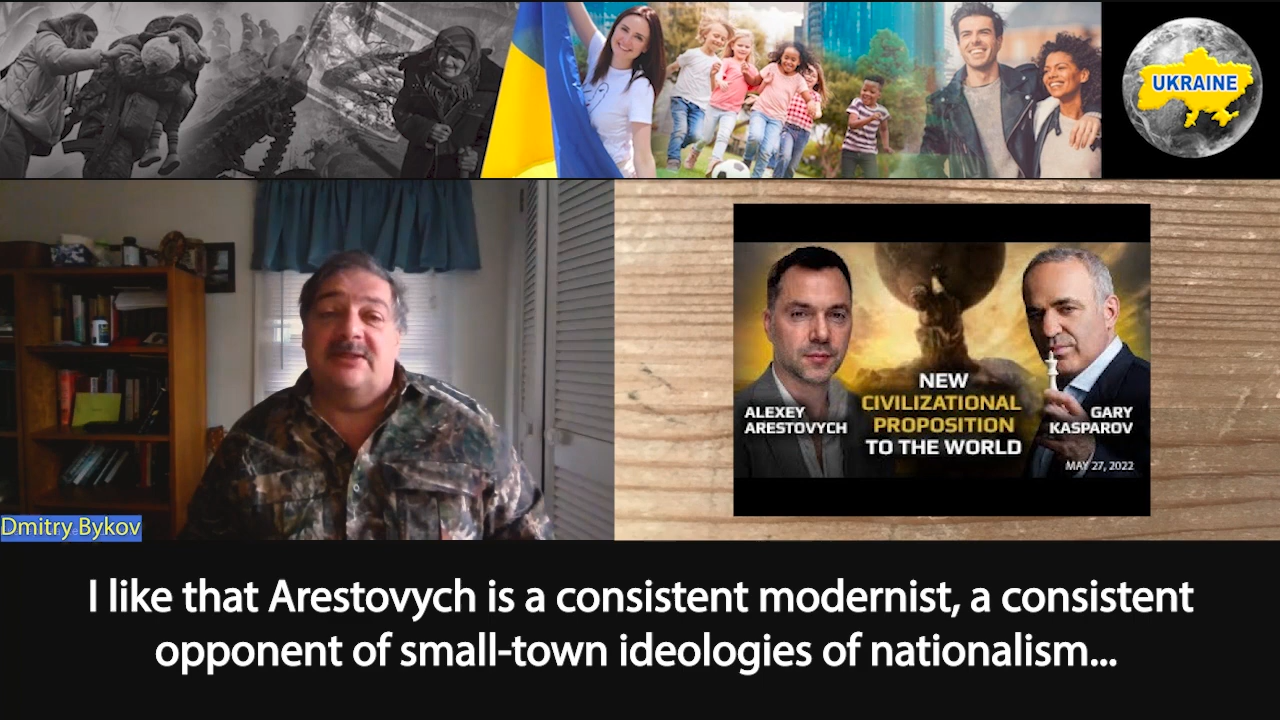 UKRAINE
Dmitry Bykov
ALEXEY
ARESTOVYCH
NEW
CIVILIZATIONAL
PROPOSITION
TO THE WORLD
GARY
KASPAROV
MAY 27, 2022
I like that Arestovych is a consistent modernist, a consistent
opponent of small-town ideologies of nationalism...